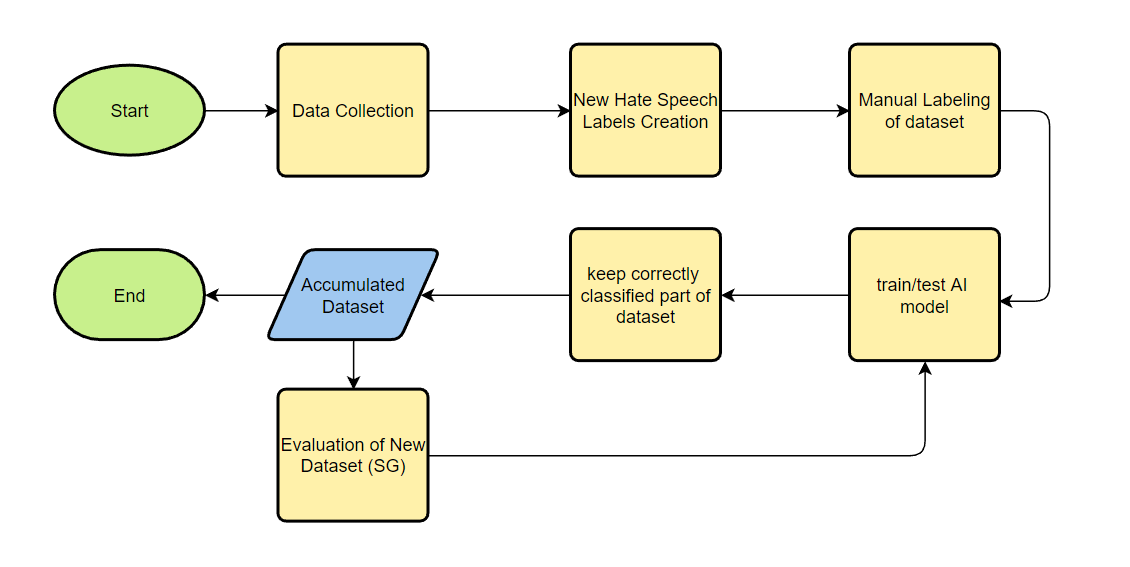 Start
Data Collection
New Hate Speech
Labels Creation
Manual Labeling
of dataset
End
Accumulated
Dataset
keep correctly
classified part of
dataset
train/test AI
model
Evaluation of New
Dataset (SG)